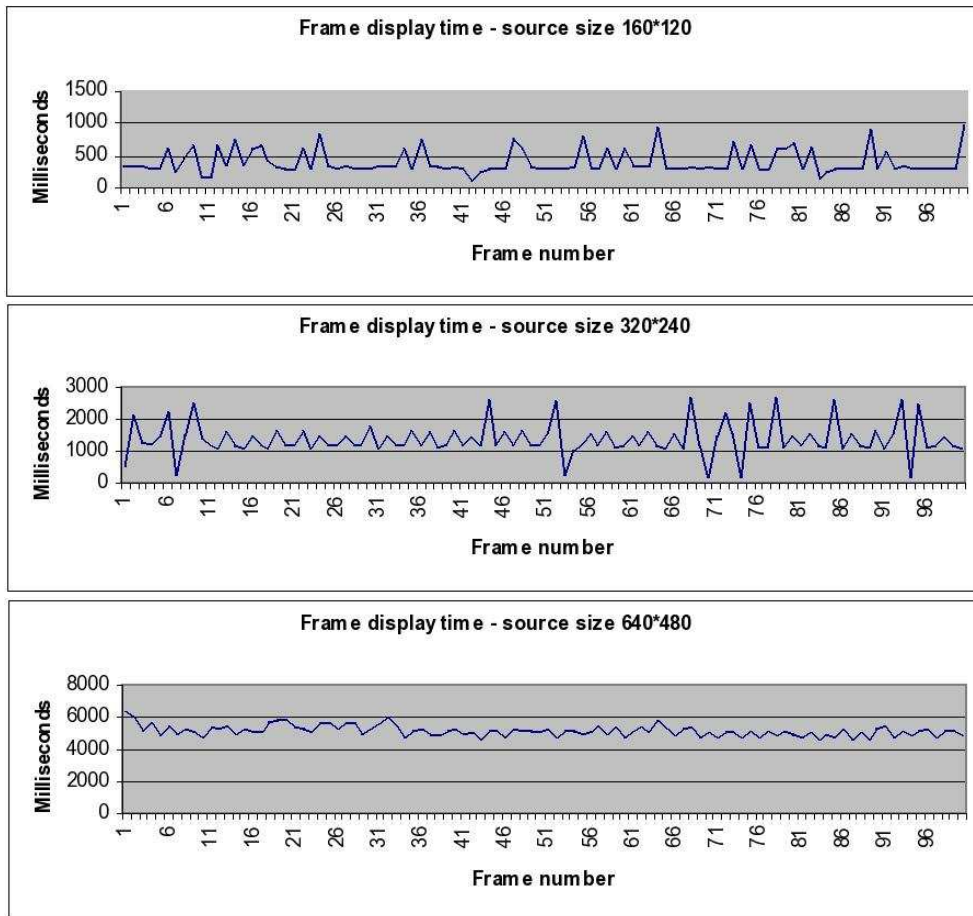 Frame display time - source size 160*120
Milliseconds
1500
1000
500
0
1 6 11 16 21 26 31 36 41 46 51 56 61 66 71 76 81 86 91 96
Frame number
Frame display time - source size 320*240
Milliseconds
3000
2000
1000
0
1 6 11 16 21 26 31 36 41 46 51 56 61 66 71 76 81 86 91 96
Frame number
Frame display time - source size 640*480
Milliseconds
8000
6000
4000
2000
0
1 6 11 16 21 26 31 36 41 46 51 56 61 66 71 76 81 86 91 96
Frame number